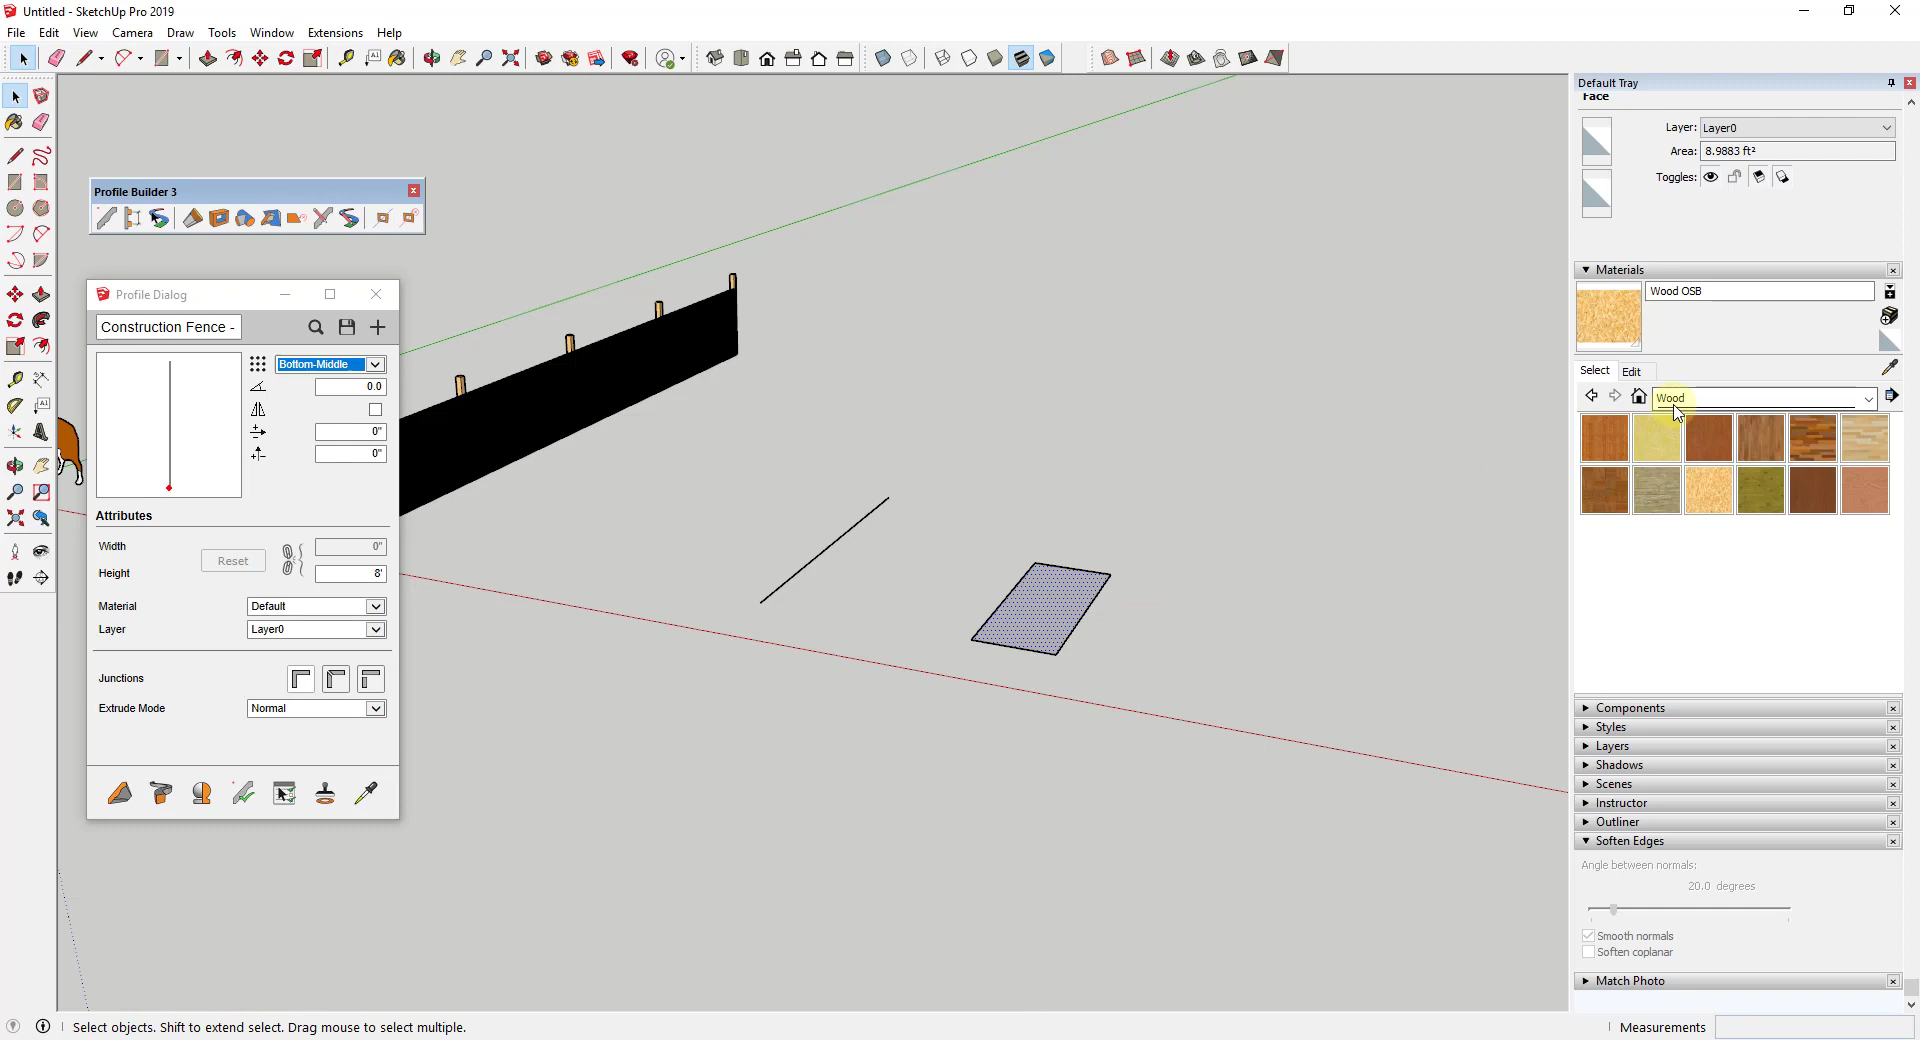 Untitled - SketchUp Pro 2019
File Edit View Camera Draw Tools Window Extensions Help
Default Tray
Face
Layer: Layer0
Area: 8.9883 ft²
Toggles:
Profile Builder 3
Profile Dialog
Construction Fence -
Bottom-Middle
0.0
0"
0"
Attributes
Width 0"
Reset
Height 8'
Material Default
Layer Layer0
Junctions
Extrude Mode Normal
Materials
Wood OSB
Select Edit
Wood
Components
Styles
Layers
Shadows
Scenes
Instructor
Outliner
Soften Edges
Angle between normals:
20.0 degrees
Smooth normals
Soften coplanar
Match Photo
Select objects. Shift to extend select. Drag mouse to select multiple.
Measurements